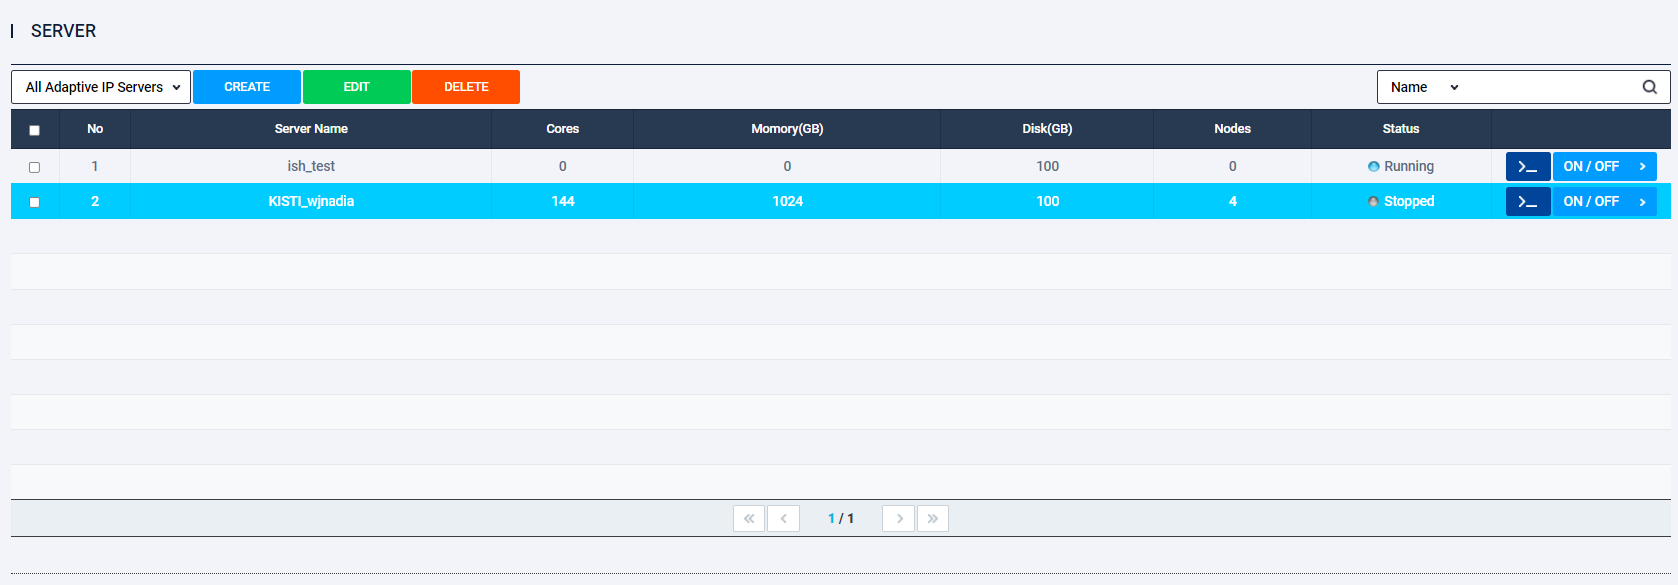 SERVER
All Adaptive IP Servers CREATE EDIT DELETE Name
No Server Name Cores Momory(GB) Disk(GB) Nodes Status
1 ish_test 0 0 100 0 Running >_ ON / OFF >
2 KISTI_wjnadia 144 1024 100 4 Stopped >_ ON / OFF >
« < 1 / 1 > »